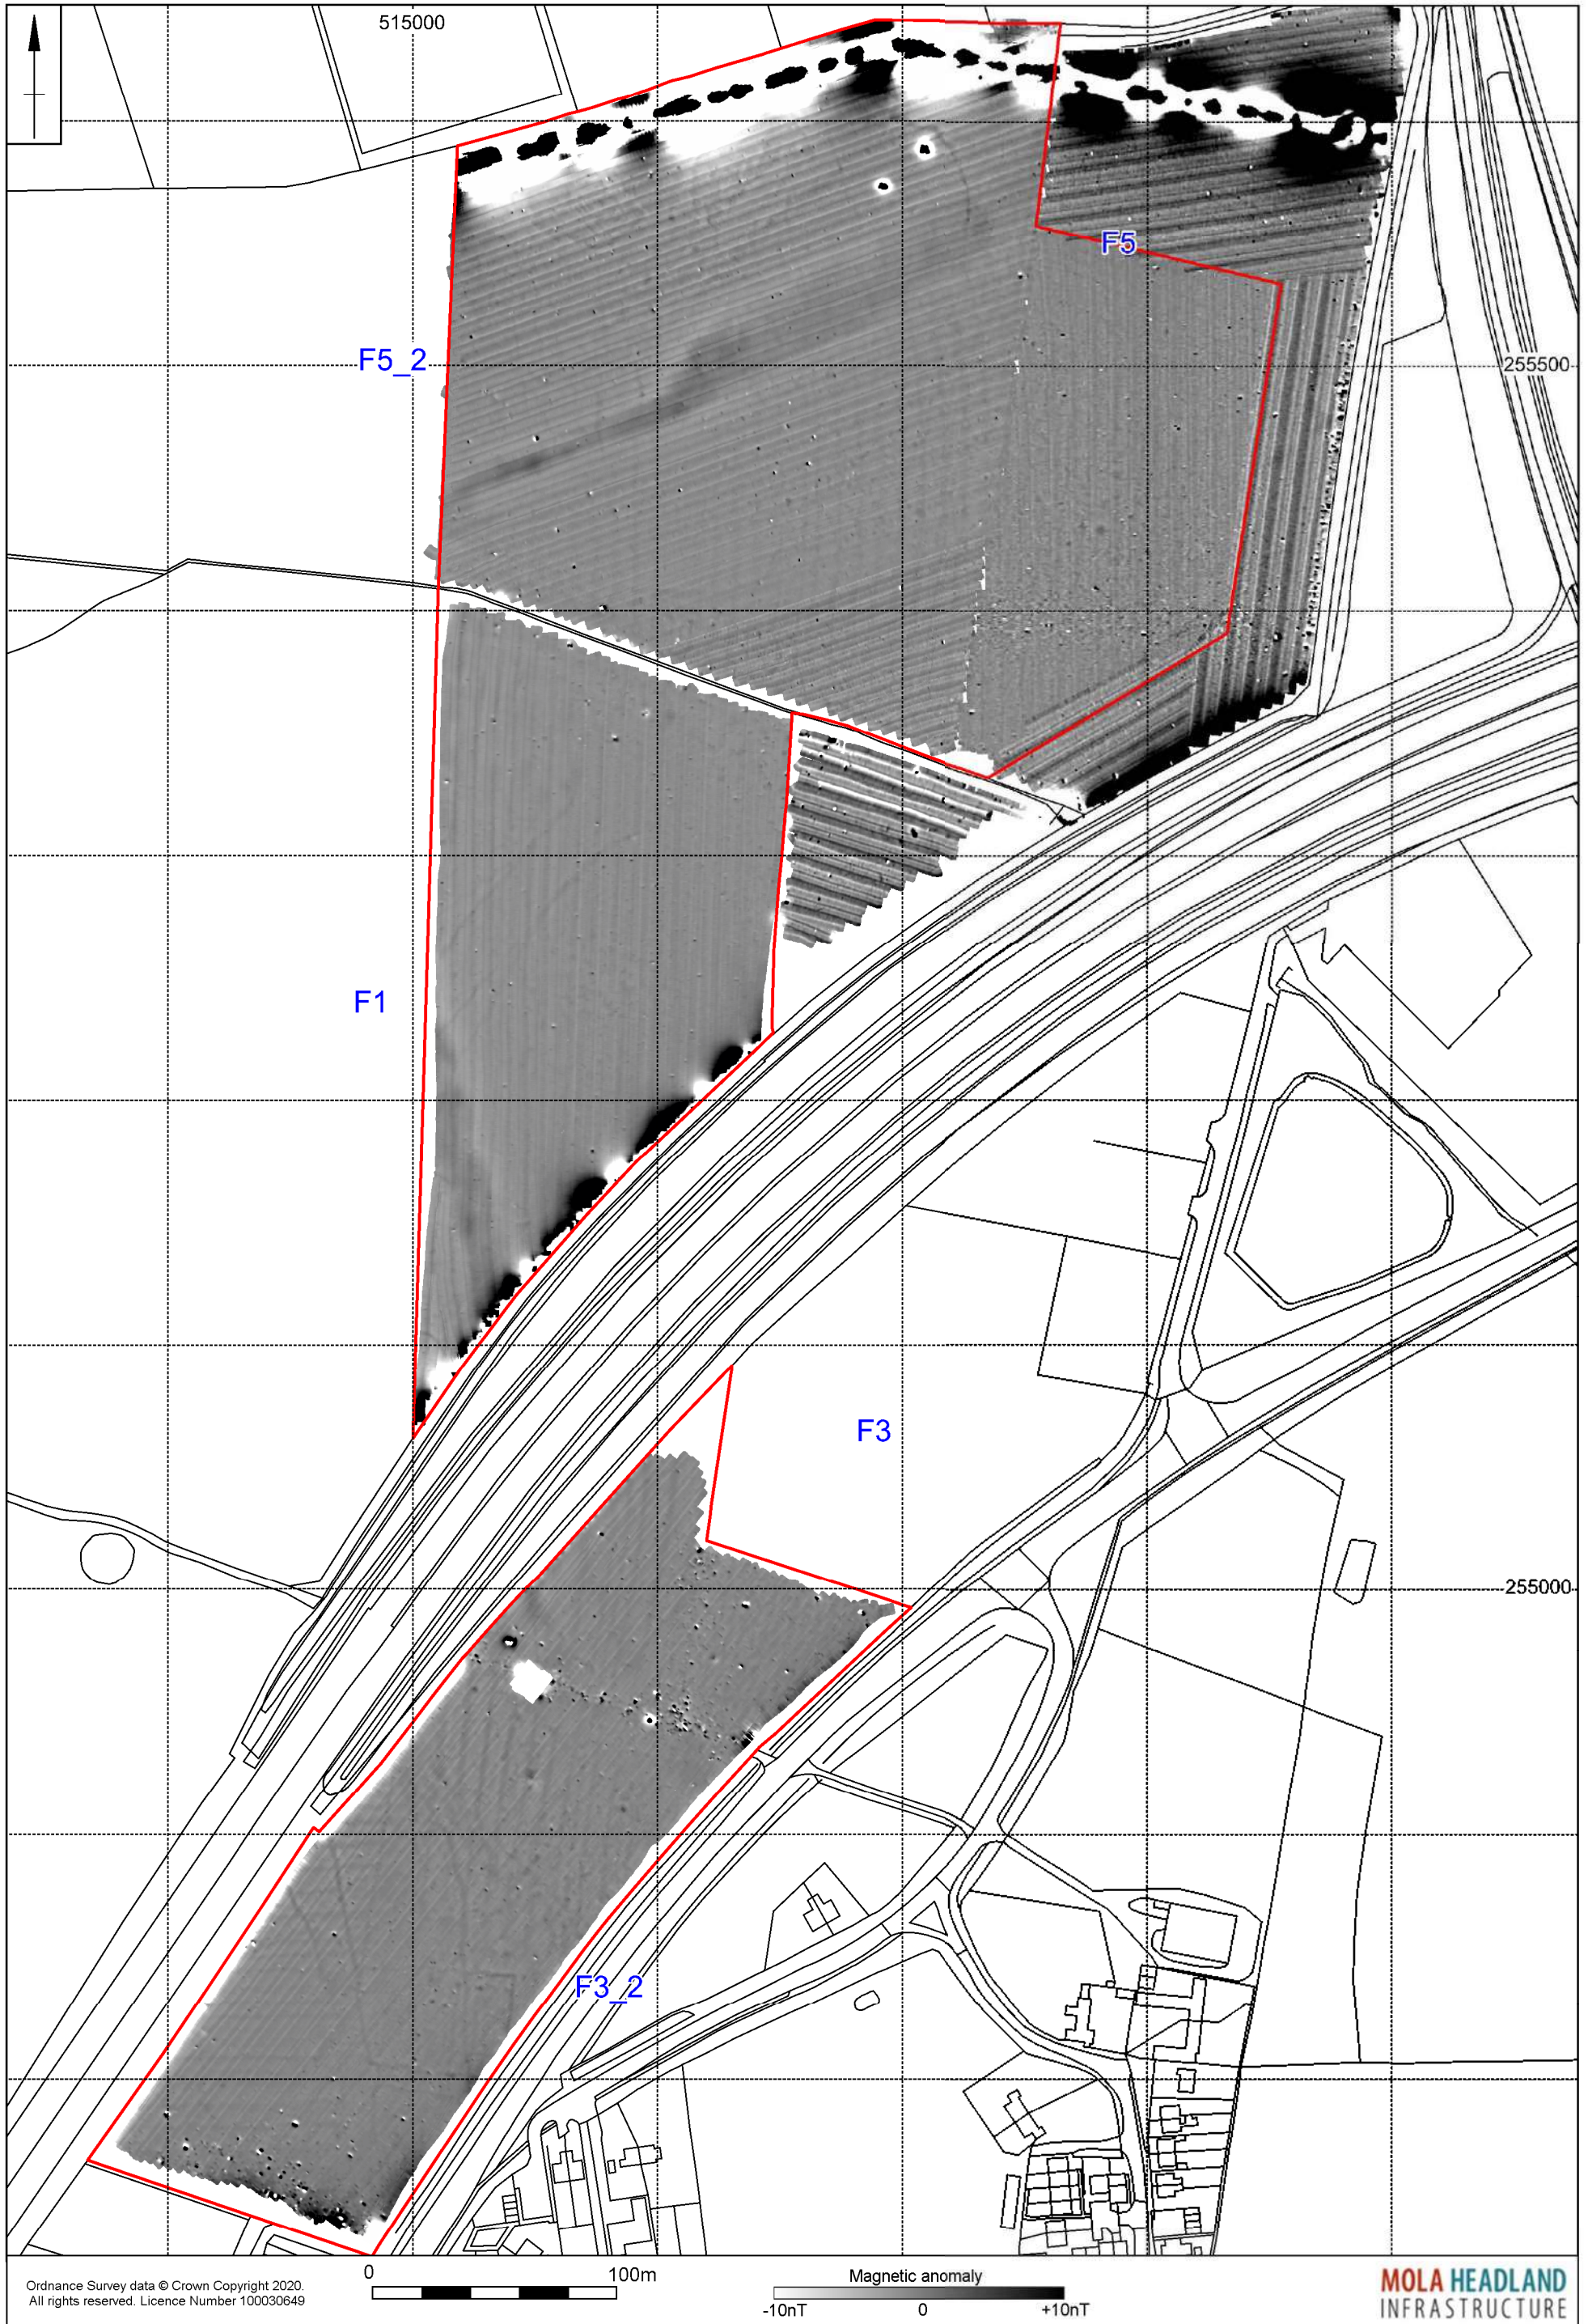 515000
F5
F5_2
255500
F1
F3
255000
F3_2
0 100m
Magnetic anomaly
-10nT 0 +10nT
Ordnance Survey data © Crown Copyright 2020.
All rights reserved. Licence Number 100030649
MOLA HEADLAND
INFRASTRUCTURE